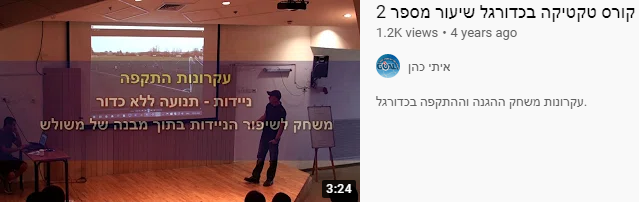 עקרונות התקפה
ניידות - תנועה ללא כדור
משחק לשיפור הניידות בתוך מבנה של משולש
3:24
קורס טקטיקה בכדורגל שיעור מספר 2
1.2K views • 4 years ago
איתי כהן
עקרונות משחק ההגנה וההתקפה בכדורגל.